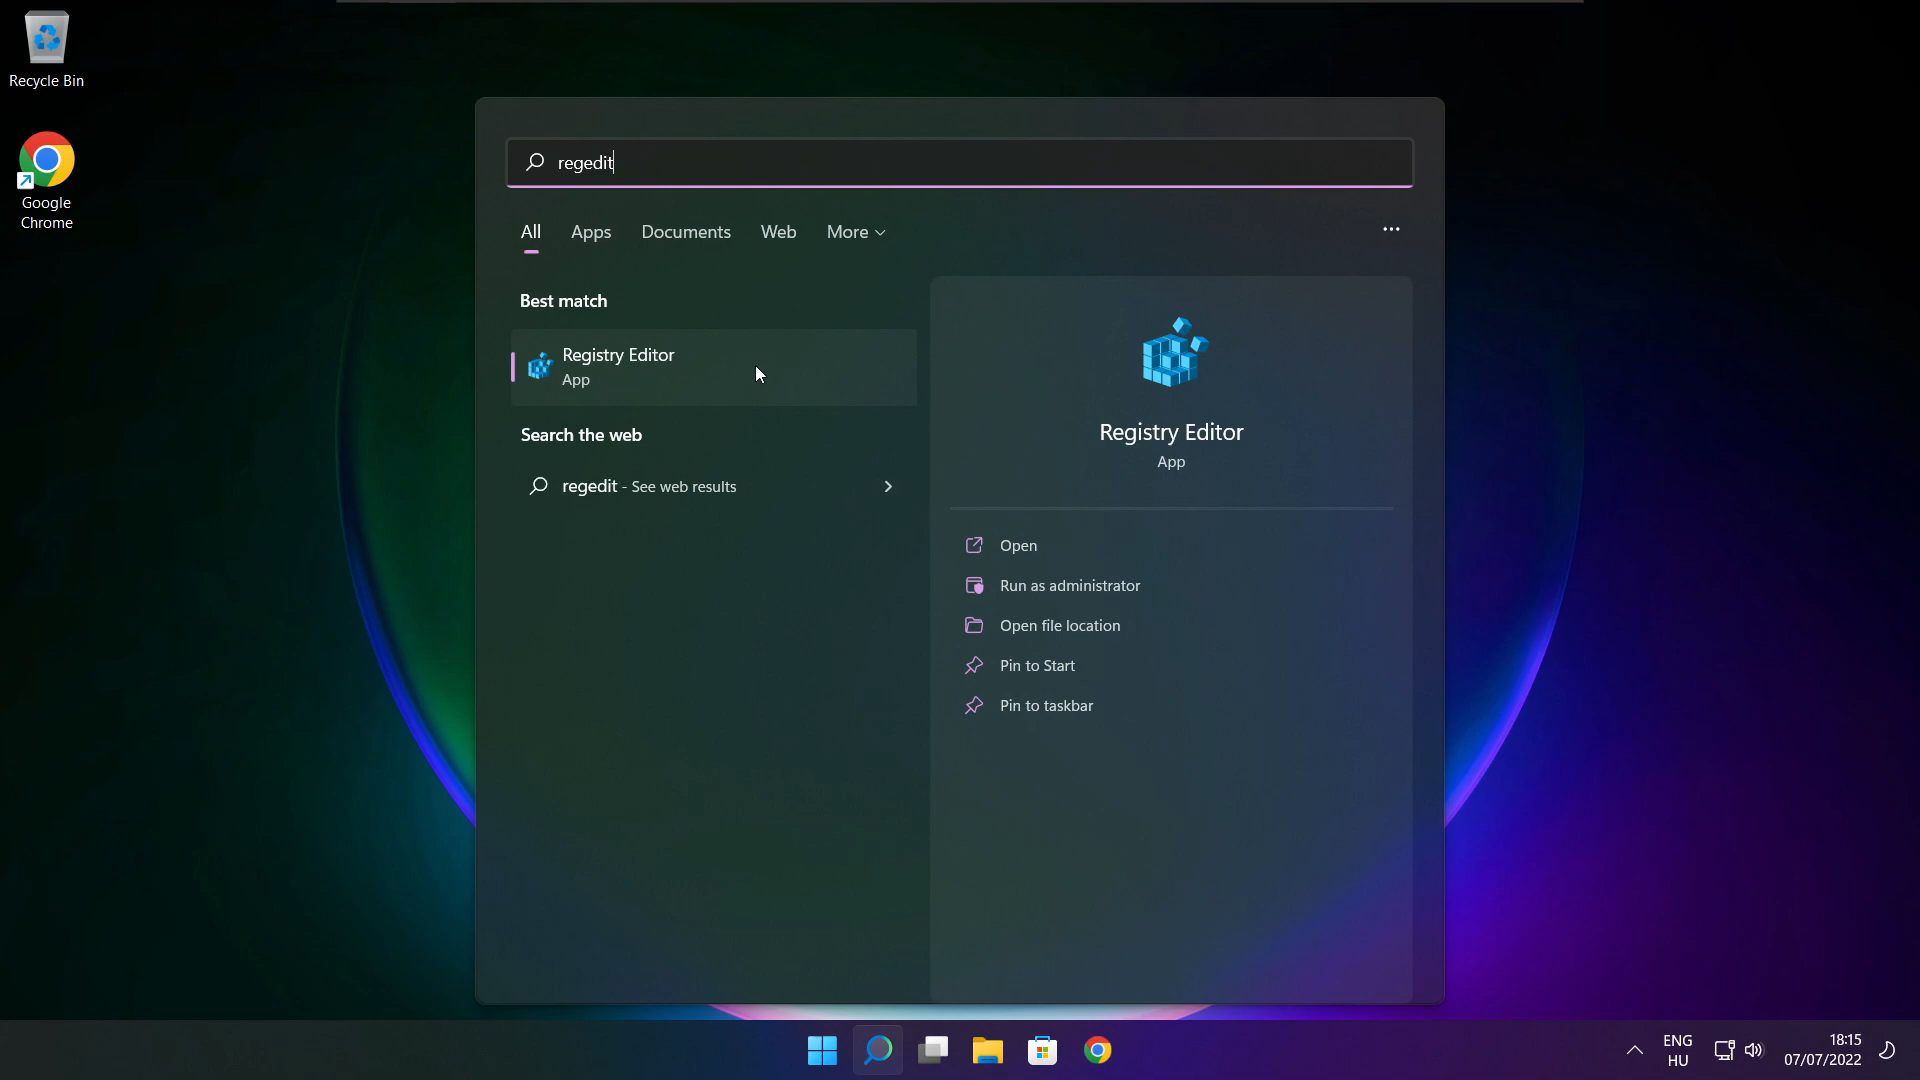 Recycle Bin
Google
Chrome
regedit
All Apps Documents Web More
Best match
Registry Editor
App
Search the web
regedit - See web results
Registry Editor
App
Open
Run as administrator
Open file location
Pin to Start
Pin to taskbar
ENG
HU
18:15
07/07/2022